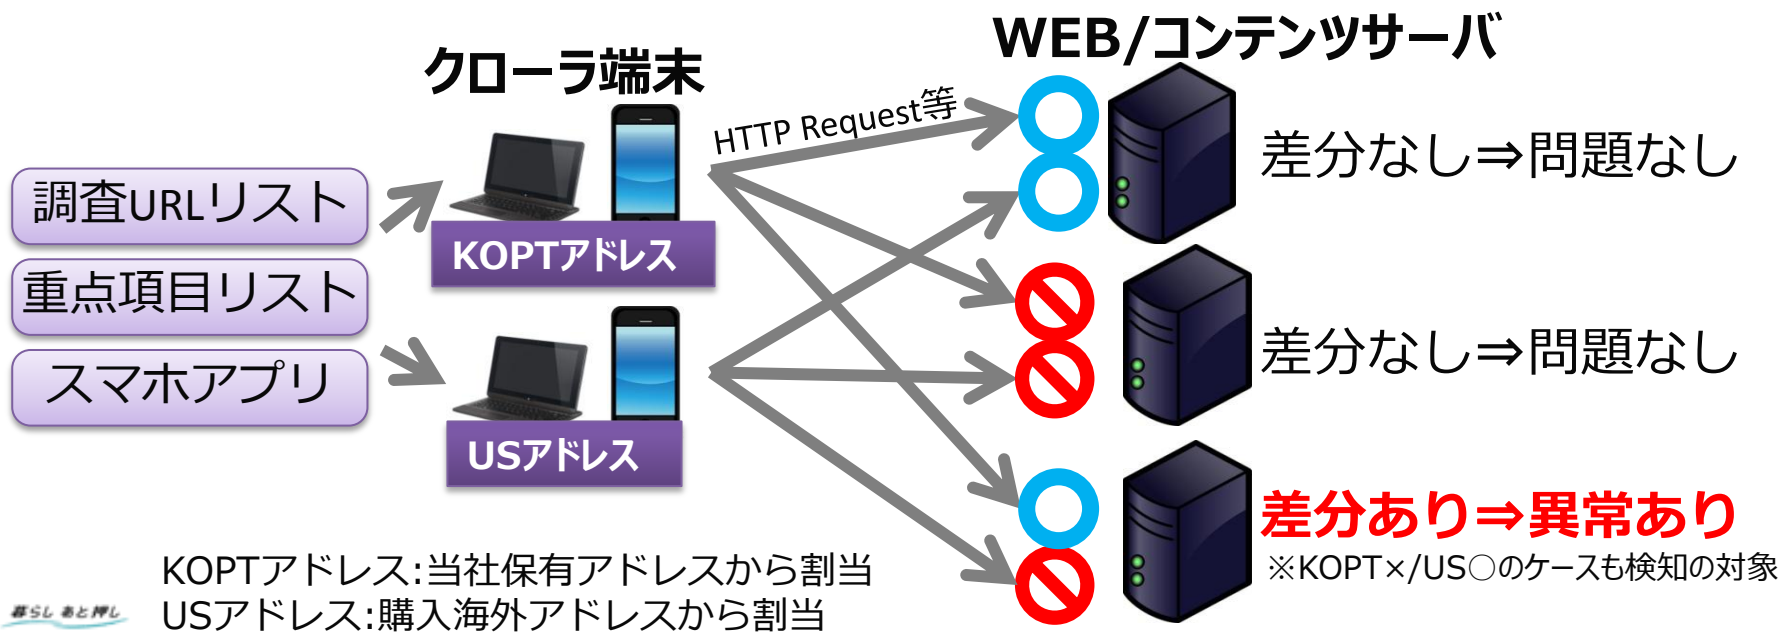 WEB/コンテンツサーバ
クローラ端末
HTTP Request等
調査URLリスト
重点項目リスト
スマホアプリ
KOPTアドレス
USアドレス
差分なし⇒問題なし
差分なし⇒問題なし
差分あり⇒異常あり
※KOPT×/US○のケースも検知の対象
KOPTアドレス:当社保有アドレスから割当
USアドレス:購入海外アドレスから割当
暮らし あと押し